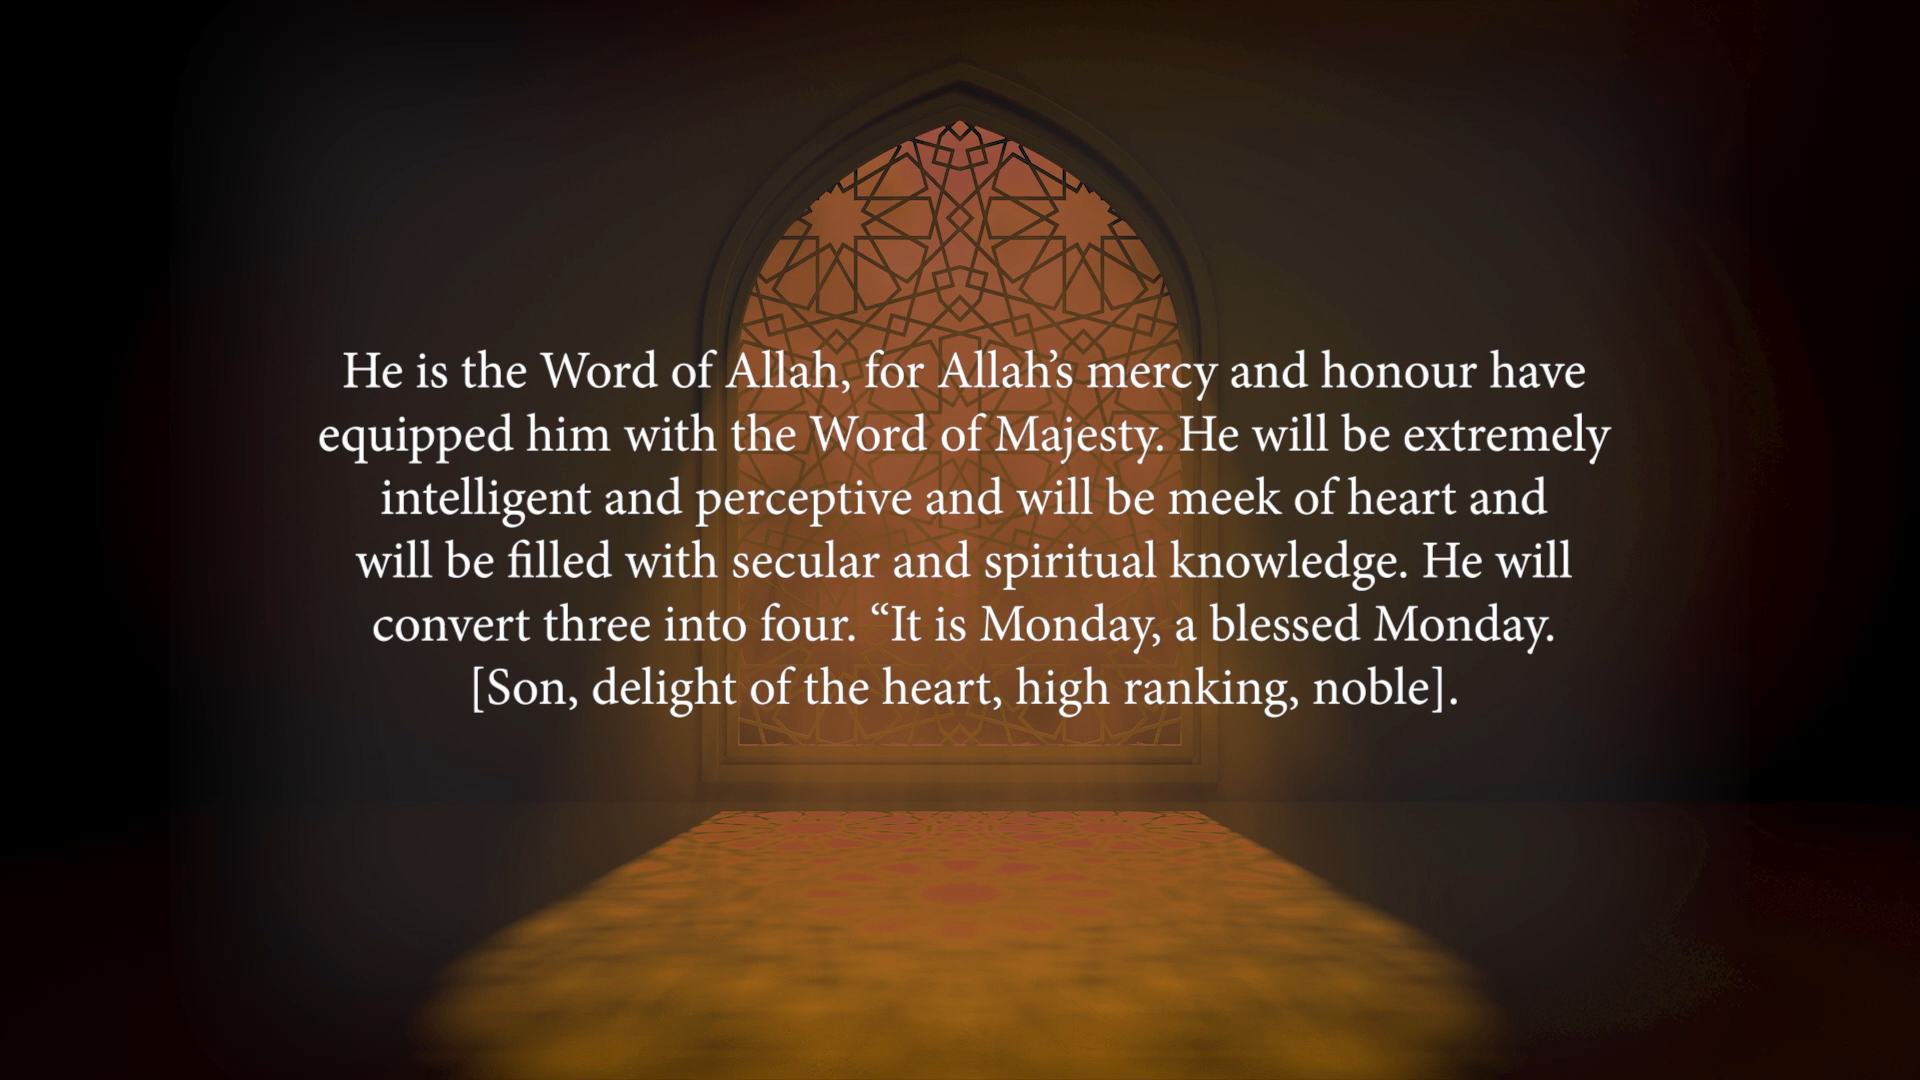 He is the Word of Allah, for Allah’s mercy and honour have
equipped him with the Word of Majesty. He will be extremely
intelligent and perceptive and will be meek of heart and
will be filled with secular and spiritual knowledge. He will
convert three into four. “It is Monday, a blessed Monday.
[Son, delight of the heart, high ranking, noble].